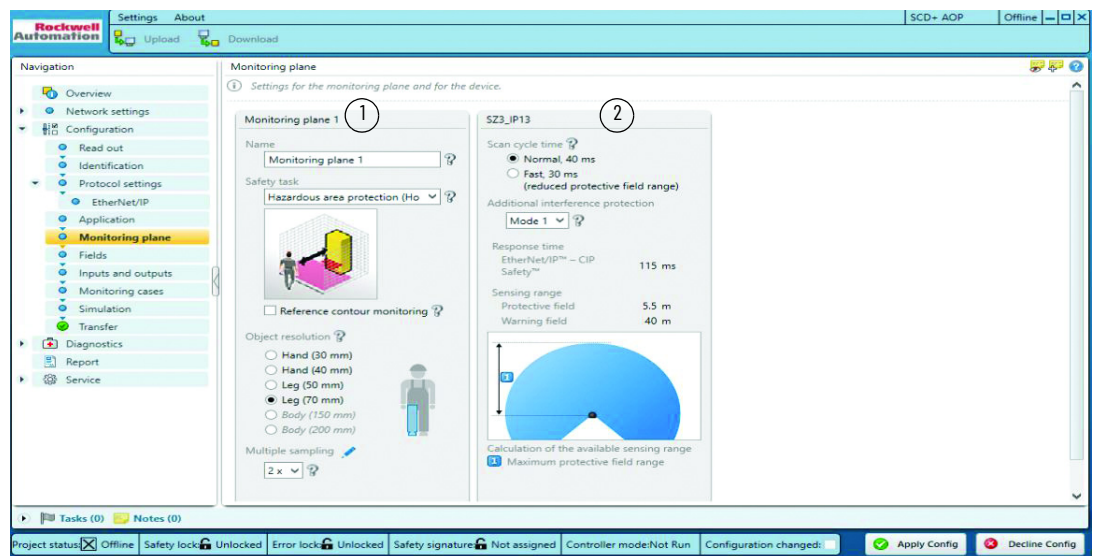 Rockwell
Automation
Settings About
SCD+ AOP
Offline
Upload Download
Navigation
Overview
Network settings
Configuration
Read out
Identification
Protocol settings
EtherNet/IP
Application
Monitoring plane
Fields
Inputs and outputs
Monitoring cases
Simulation
Transfer
Diagnostics
Report
Service
Monitoring plane
Settings for the monitoring plane and for the device.
Monitoring plane 1
1
Name
Monitoring plane 1
Safety task
Hazardous area protection (Ho
Reference contour monitoring
Object resolution
Hand (30 mm)
Hand (40 mm)
Leg (50 mm)
Leg (70 mm)
Body (150 mm)
Body (200 mm)
Multiple sampling
2 x
SZ3_IP13
2
Scan cycle time
Normal, 40 ms
Fast, 30 ms
(reduced protective field range)
Additional interference protection
Mode 1
Response time
EtherNet/IP™ – CIP
Safety™
115 ms
Sensing range
Protective field 5.5 m
Warning field 40 m
1
Calculation of the available sensing range
1 Maximum protective field range
Tasks (0) Notes (0)
Project status: Offline Safety lock: Unlocked Error lock: Unlocked Safety signature: Not assigned Controller mode:Not Run Configuration changed: Apply Config Decline Config